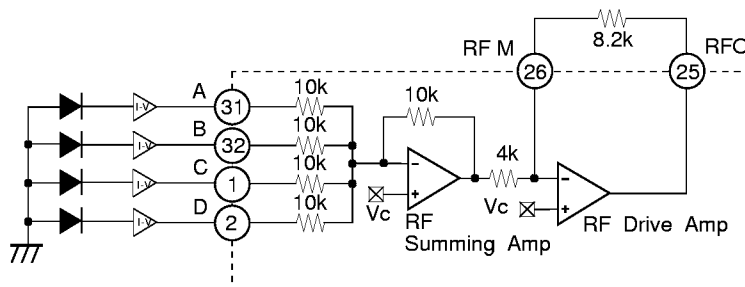 8.2k
RF M
RFO
26
25
A
31
10k
10k
I-V
B
32
10k
I-V
4k
C
1
10k
I-V
Vc
Vc
D
2
10k
I-V
RF
Summing Amp
RF Drive Amp